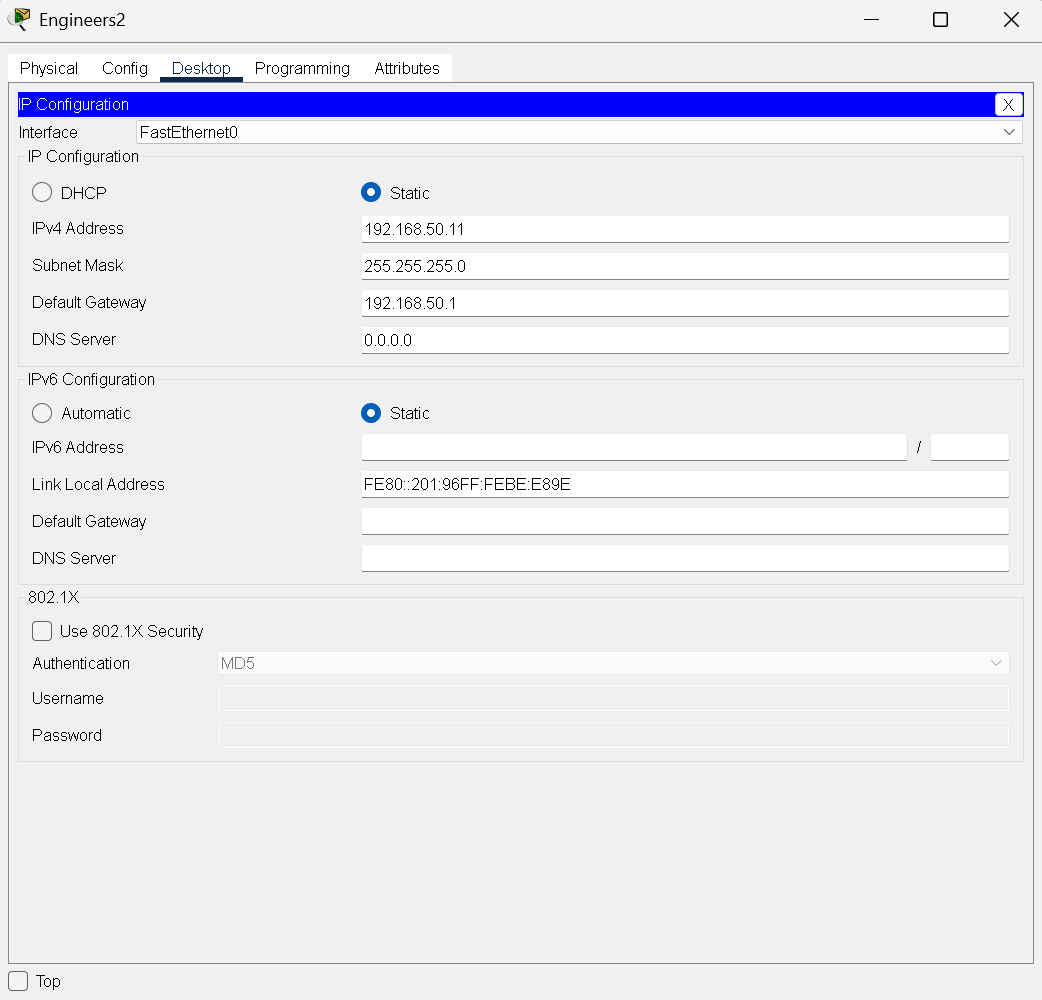 Engineers2
Physical Config Desktop Programming Attributes
IP Configuration X
Interface FastEthernet0
IP Configuration
DHCP Static
IPv4 Address 192.168.50.11
Subnet Mask 255.255.255.0
Default Gateway 192.168.50.1
DNS Server 0.0.0.0
IPv6 Configuration
Automatic Static
IPv6 Address /
Link Local Address FE80::201:96FF:FEBE:E89E
Default Gateway
DNS Server
802.1X
Use 802.1X Security
Authentication MD5
Username
Password
Top